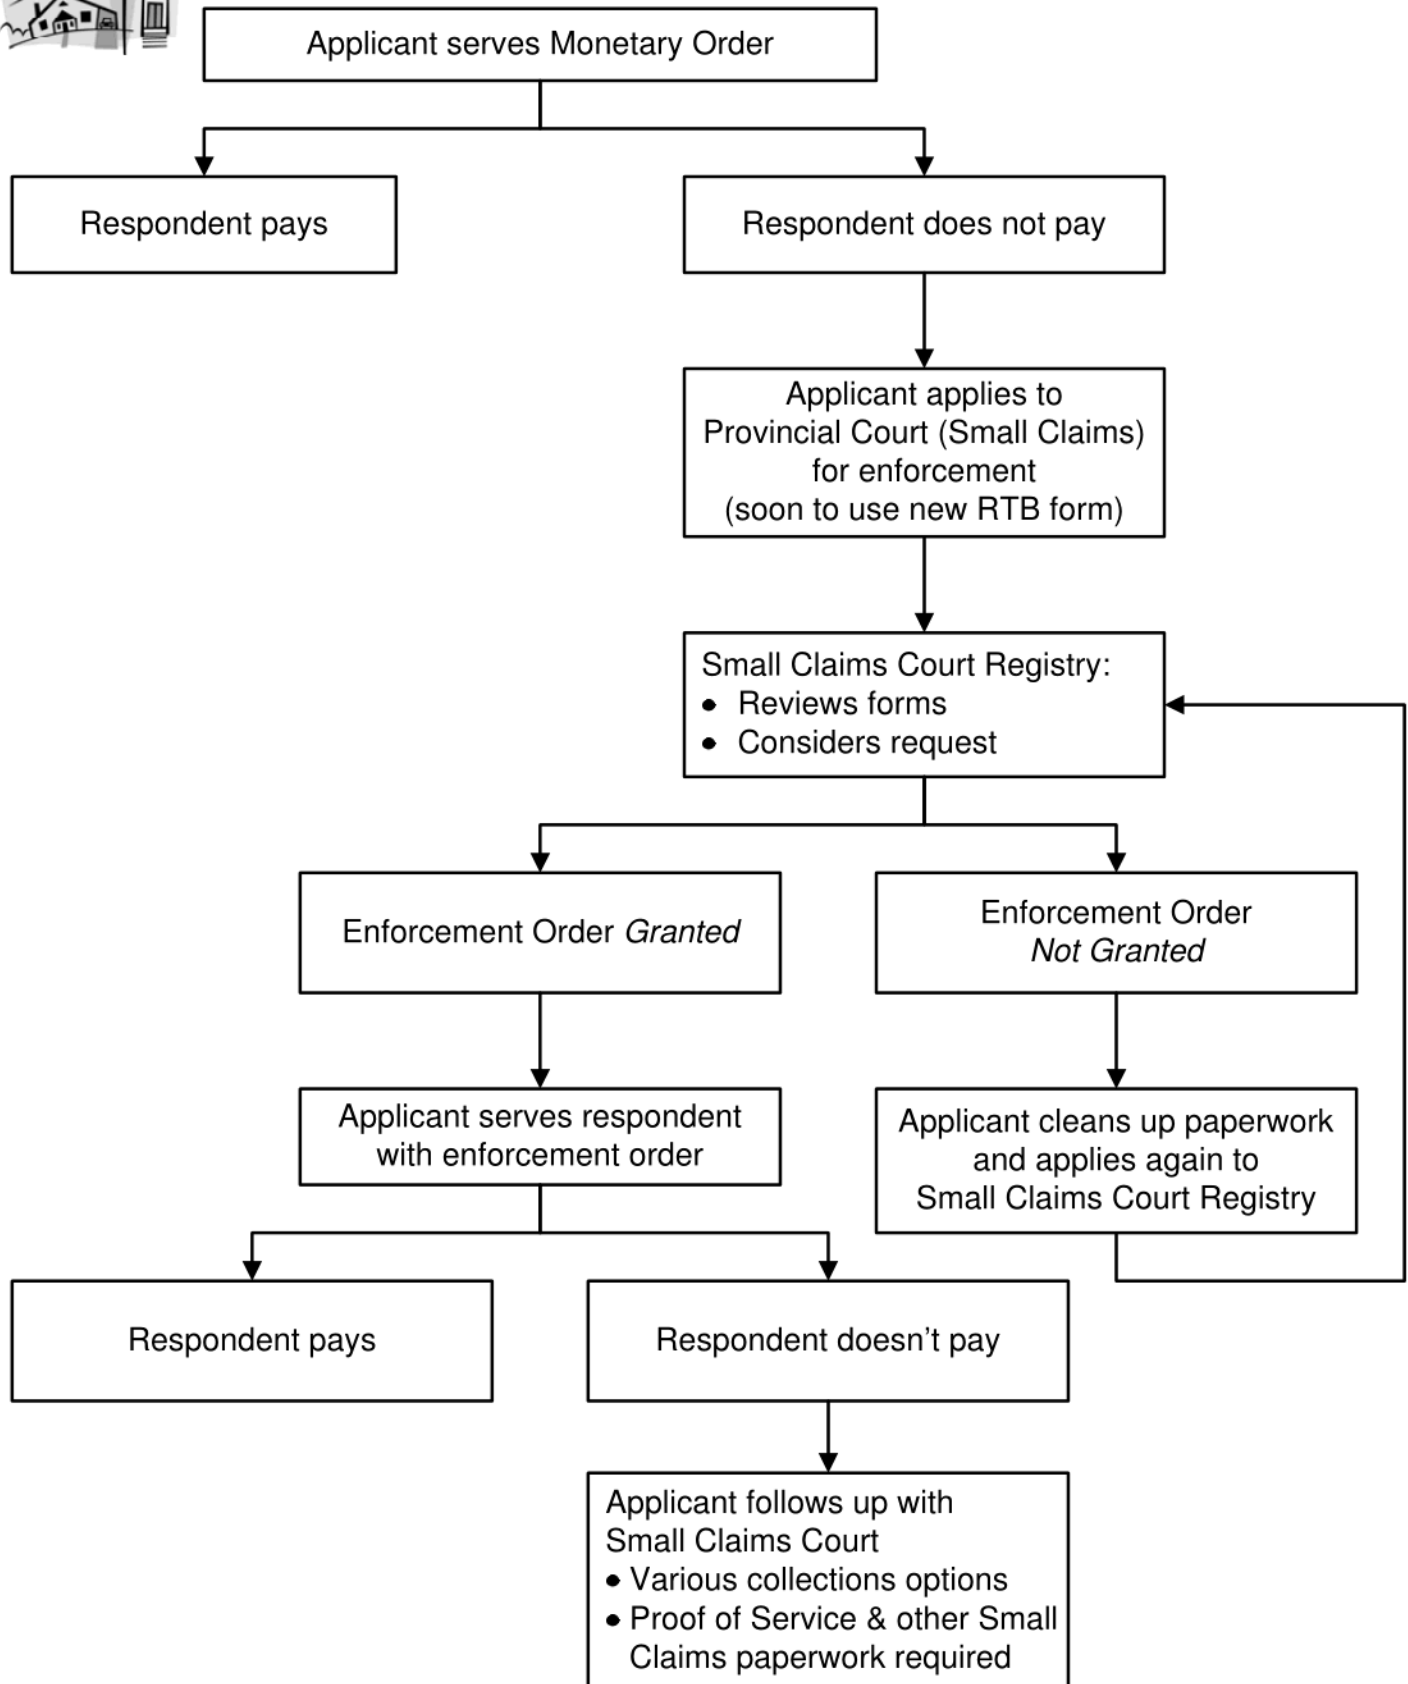 Applicant serves Monetary Order
Respondent pays
Respondent does not pay
Applicant applies to
Provincial Court (Small Claims)
for enforcement
(soon to use new RTB form)
Small Claims Court Registry:
• Reviews forms
• Considers request
Enforcement Order Granted
Enforcement Order
Not Granted
Applicant serves respondent
with enforcement order
Applicant cleans up paperwork
and applies again to
Small Claims Court Registry
Respondent pays
Respondent doesn’t pay
Applicant follows up with
Small Claims Court
• Various collections options
• Proof of Service & other Small
Claims paperwork required